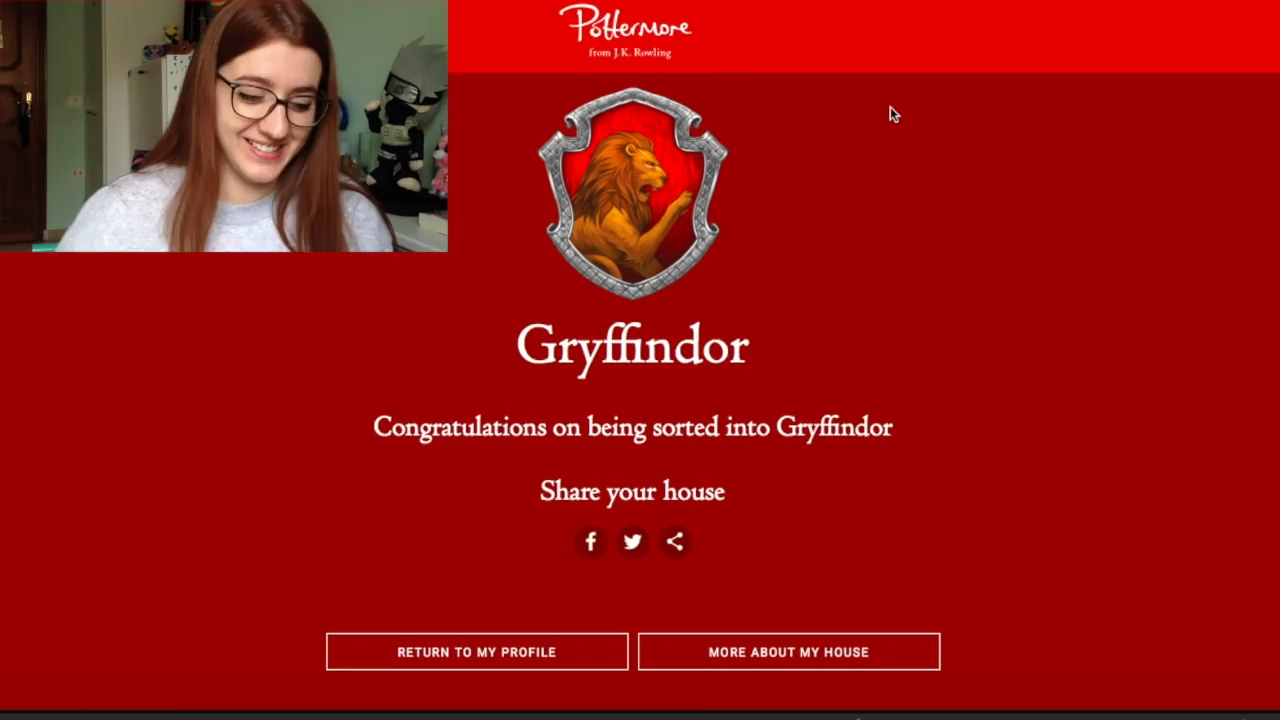 Pottermore
from J.K. Rowling
Gryffindor
Congratulations on being sorted into Gryffindor
Share your house
RETURN TO MY PROFILE
MORE ABOUT MY HOUSE